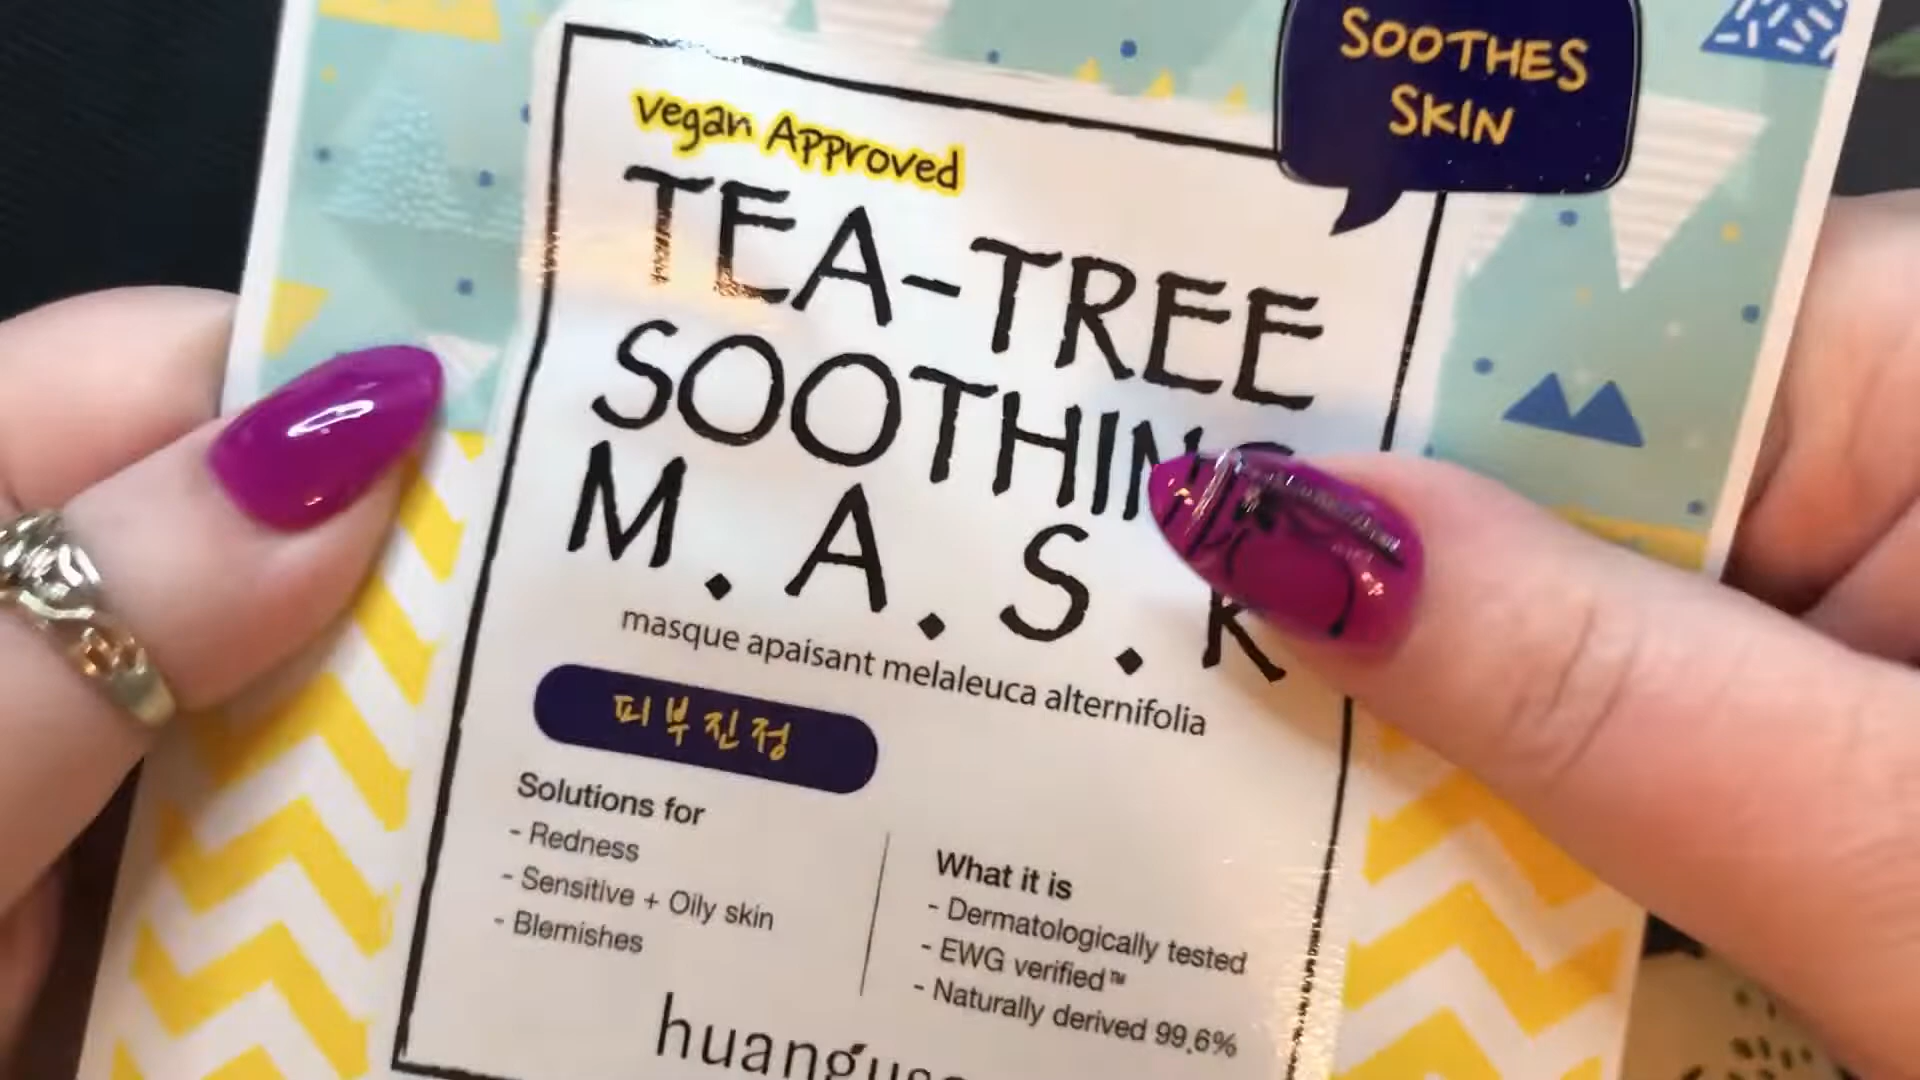 SOOTHES
SKIN
vegan Approved
TEA-TREE
SOOTHING
M.A.S.K
masque apaisant melaleuca alternifolia
피부진정
Solutions for
- Redness
- Sensitive + Oily skin
- Blemishes
What it is
- Dermatologically tested
- EWG verified™
- Naturally derived 99.6%